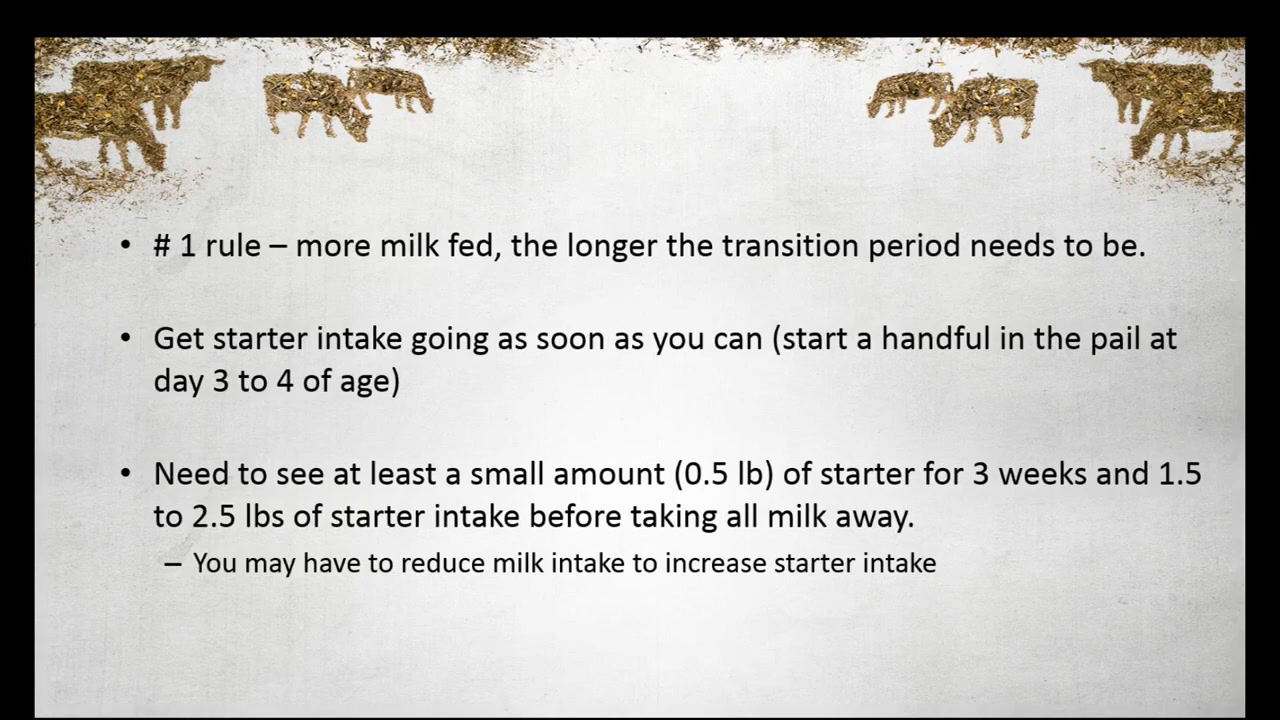 • # 1 rule – more milk fed, the longer the transition period needs to be.
• Get starter intake going as soon as you can (start a handful in the pail at
day 3 to 4 of age)
• Need to see at least a small amount (0.5 lb) of starter for 3 weeks and 1.5
to 2.5 lbs of starter intake before taking all milk away.
– You may have to reduce milk intake to increase starter intake